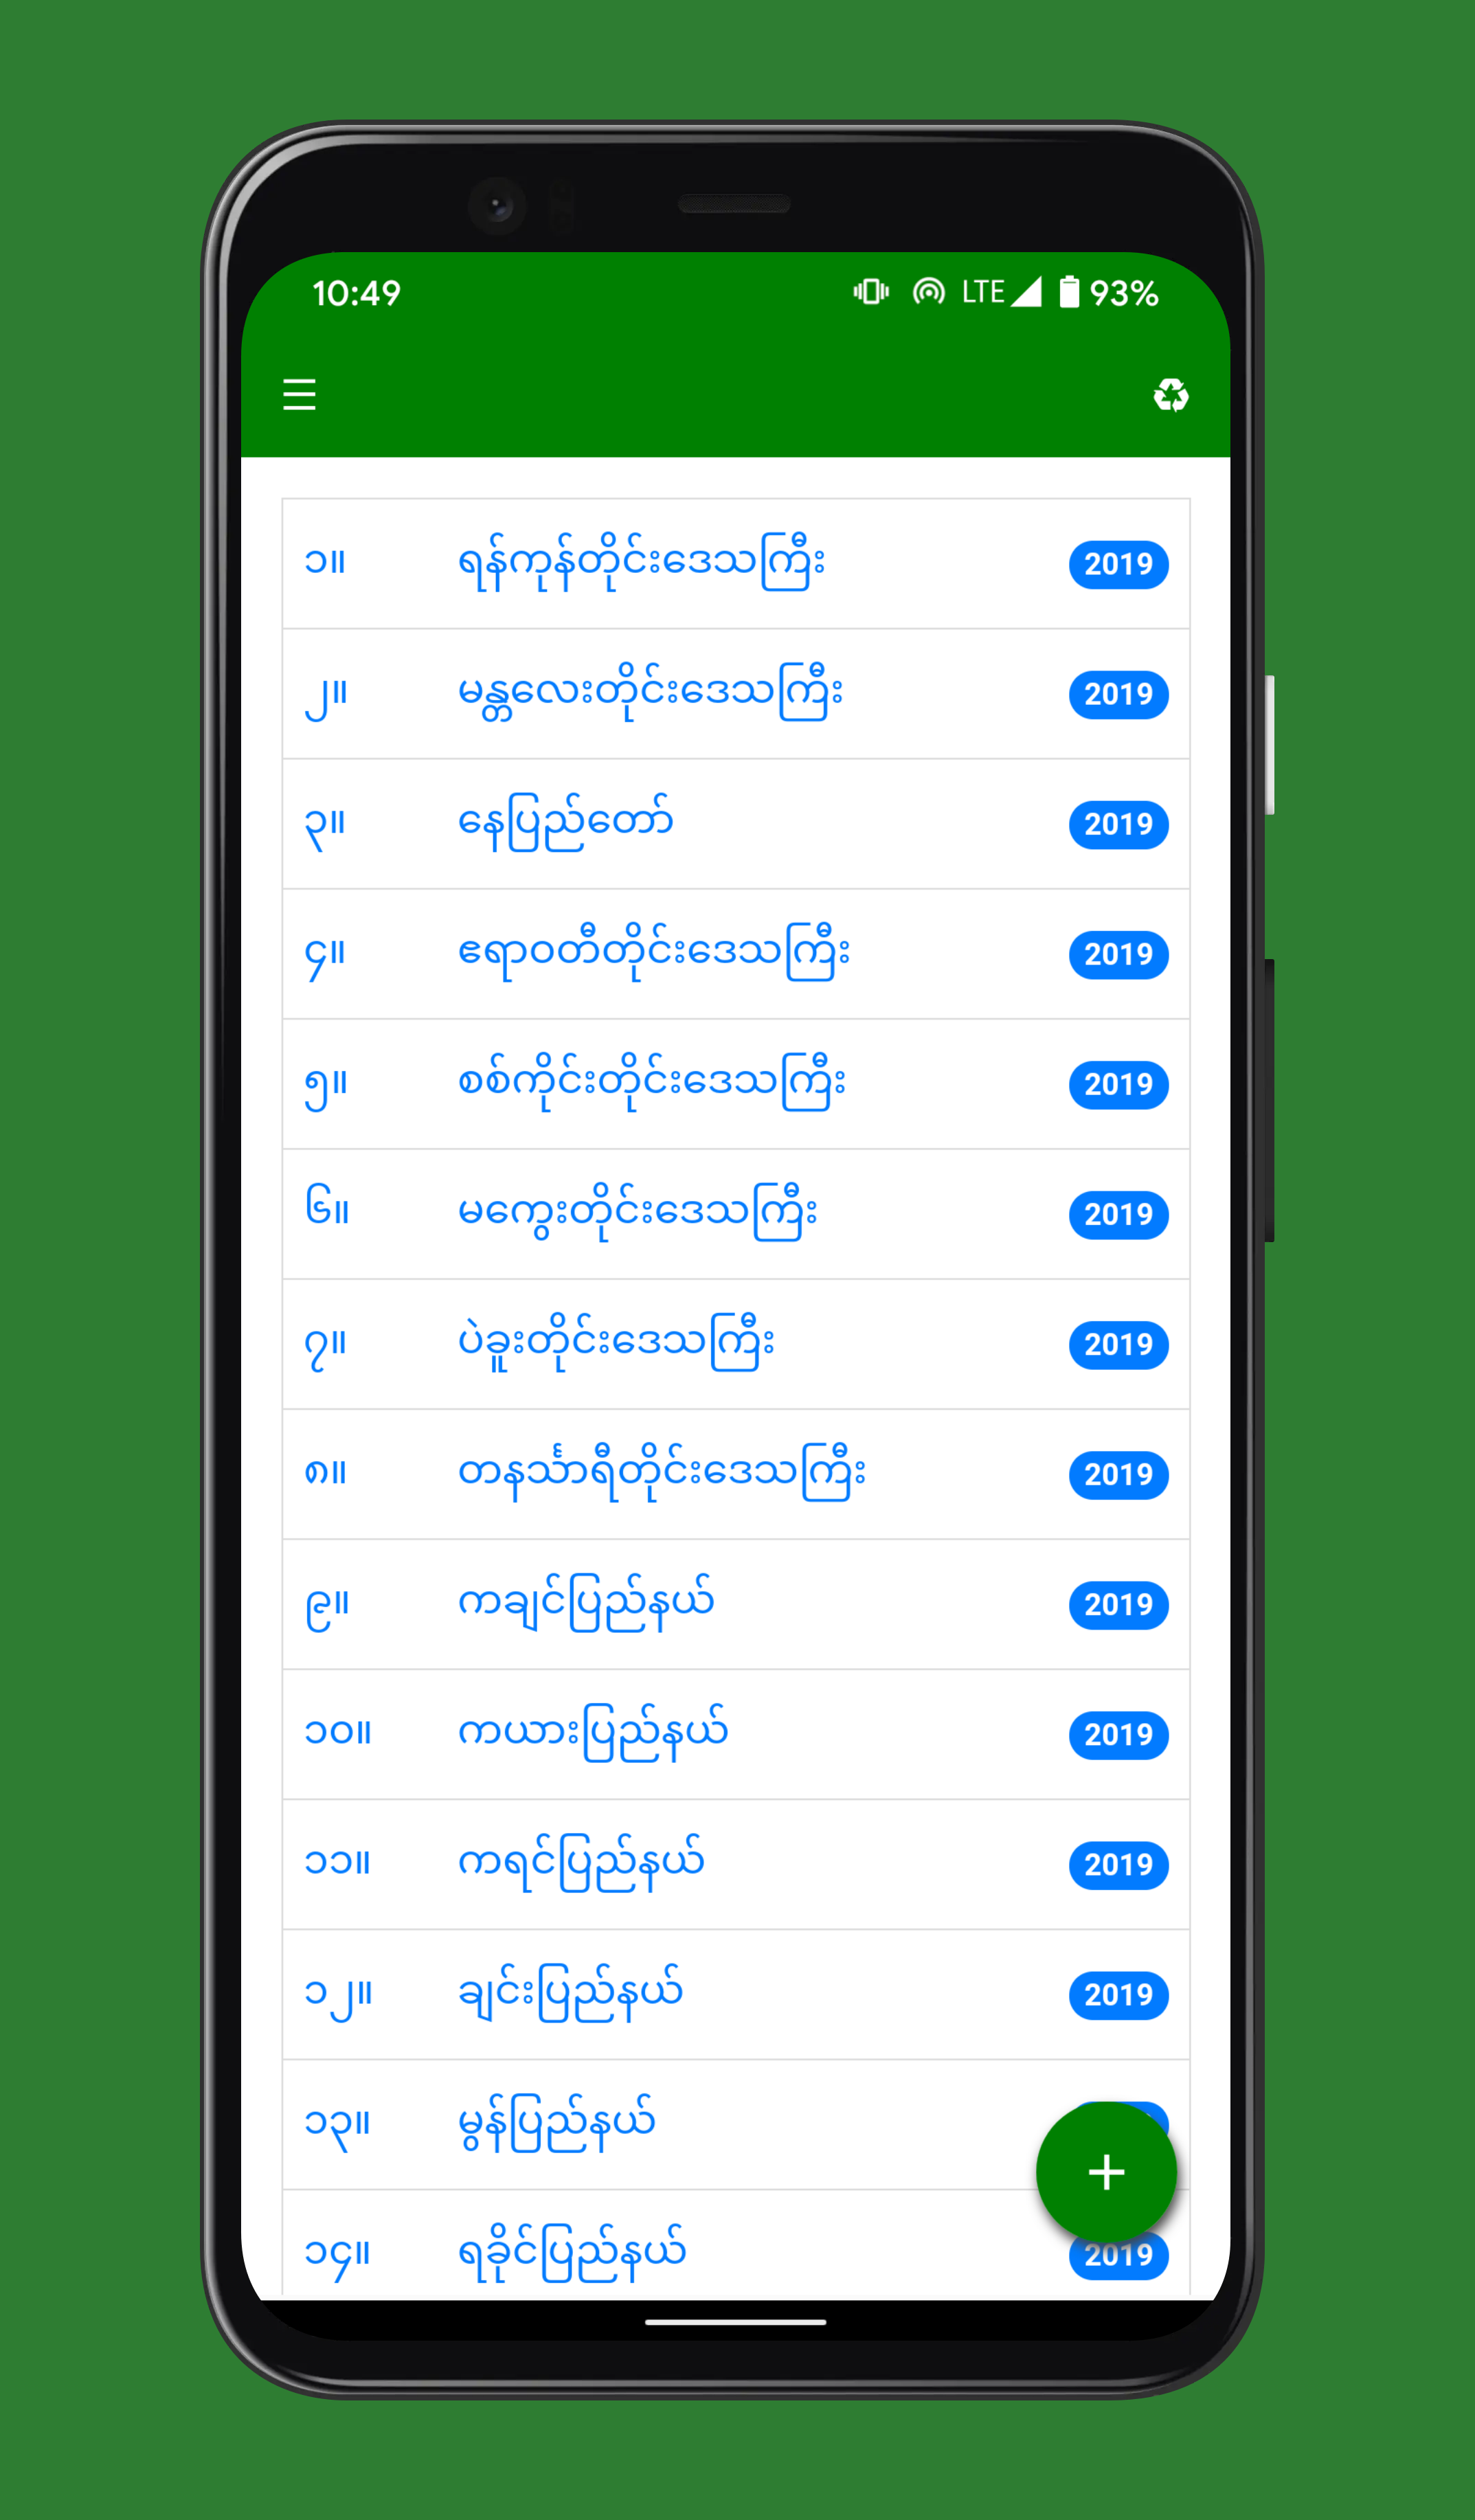 10:49 LTE 93%
၁။ ရန်ကုန်တိုင်းဒေသကြီး 2019
၂။ မန္တလေးတိုင်းဒေသကြီး 2019
၃။ နေပြည်တော် 2019
၄။ ဧရာဝတီတိုင်းဒေသကြီး 2019
၅။ စစ်ကိုင်းတိုင်းဒေသကြီး 2019
၆။ မကွေးတိုင်းဒေသကြီး 2019
၇။ ပဲခူးတိုင်းဒေသကြီး 2019
၈။ တနင်္သာရီတိုင်းဒေသကြီး 2019
၉။ ကချင်ပြည်နယ် 2019
၁၀။ ကယားပြည်နယ် 2019
၁၁။ ကရင်ပြည်နယ် 2019
၁၂။ ချင်းပြည်နယ် 2019
၁၃။ မွန်ပြည်နယ်
၁၄။ ရခိုင်ပြည်နယ် 2019